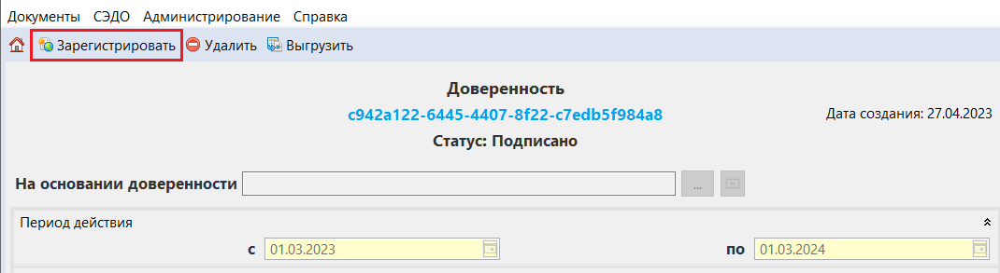 Документы СЭДО Администрирование Справка
Зарегистрировать Удалить Выгрузить
Доверенность
c942a122-6445-4407-8f22-c7edb5f984a8
Дата создания: 27.04.2023
Статус: Подписано
На основании доверенности ...
Период действия
с 01.03.2023 по 01.03.2024